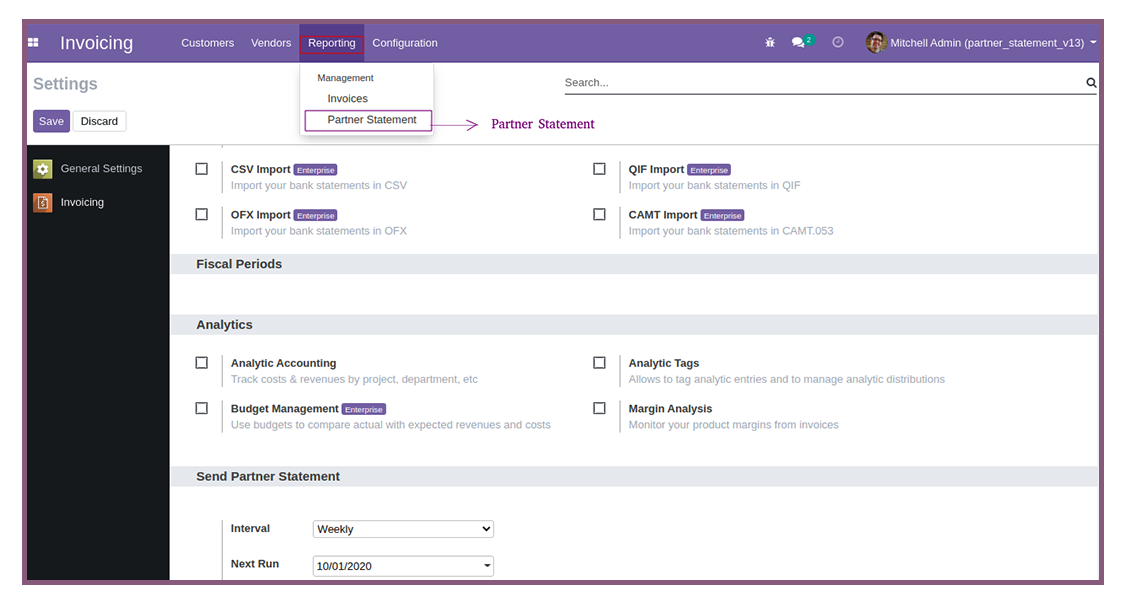 Invoicing Customers Vendors Reporting Configuration 2 Mitchell Admin (partner_statement_v13)
Settings
Management
Invoices
Partner Statement
Search...
Save Discard
Partner Statement
General Settings
Invoicing
CSV Import Enterprise
Import your bank statements in CSV
QIF Import Enterprise
Import your bank statements in QIF
OFX Import Enterprise
Import your bank statements in OFX
CAMT Import Enterprise
Import your bank statements in CAMT.053
Fiscal Periods
Analytics
Analytic Accounting
Track costs & revenues by project, department, etc
Analytic Tags
Allows to tag analytic entries and to manage analytic distributions
Budget Management Enterprise
Use budgets to compare actual with expected revenues and costs
Margin Analysis
Monitor your product margins from invoices
Send Partner Statement
Interval Weekly
Next Run 10/01/2020